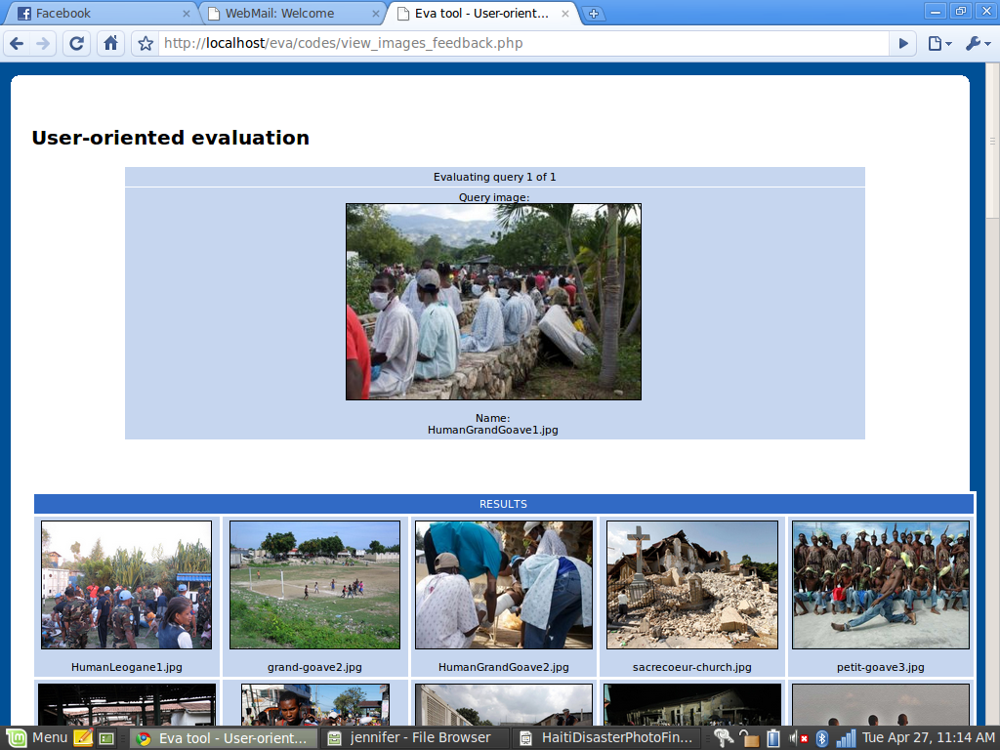 Facebook
WebMail: Welcome
Eva tool - User-orient...
http://localhost/eva/codes/view_images_feedback.php
User-oriented evaluation
Evaluating query 1 of 1
Query image:
Name:
HumanGrandGoave1.jpg
RESULTS
HumanLeogane1.jpg
grand-goave2.jpg
HumanGrandGoave2.jpg
sacrecoeur-church.jpg
petit-goave3.jpg
Menu
Eva tool - User-orient...
jennifer - File Browser
HaitiDisasterPhotoFin...
Tue Apr 27, 11:14 AM